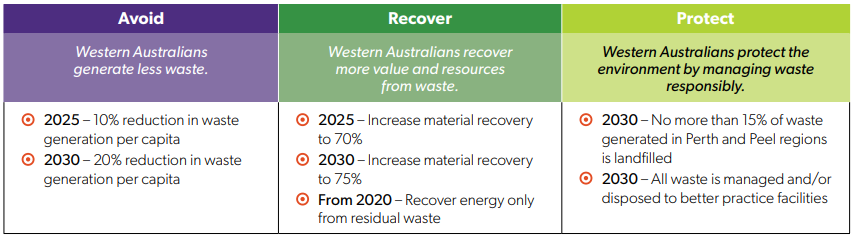 Avoid
Western Australians
generate less waste.
2025 – 10% reduction in waste
generation per capita
2030 – 20% reduction in waste
generation per capita
Recover
Western Australians recover
more value and resources
from waste.
2025 – Increase material recovery
to 70%
2030 – Increase material recovery
to 75%
From 2020 – Recover energy only
from residual waste
Protect
Western Australians protect the
environment by managing waste
responsibly.
2030 – No more than 15% of waste
generated in Perth and Peel regions
is landfilled
2030 – All waste is managed and/or
disposed to better practice facilities